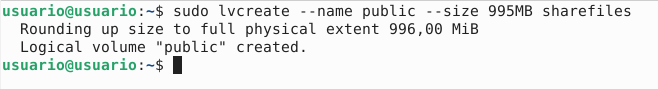 usuario@usuario:~$ sudo lvcreate --name public --size 995MB sharefiles
  Rounding up size to full physical extent 996,00 MiB
  Logical volume "public" created.
usuario@usuario:~$